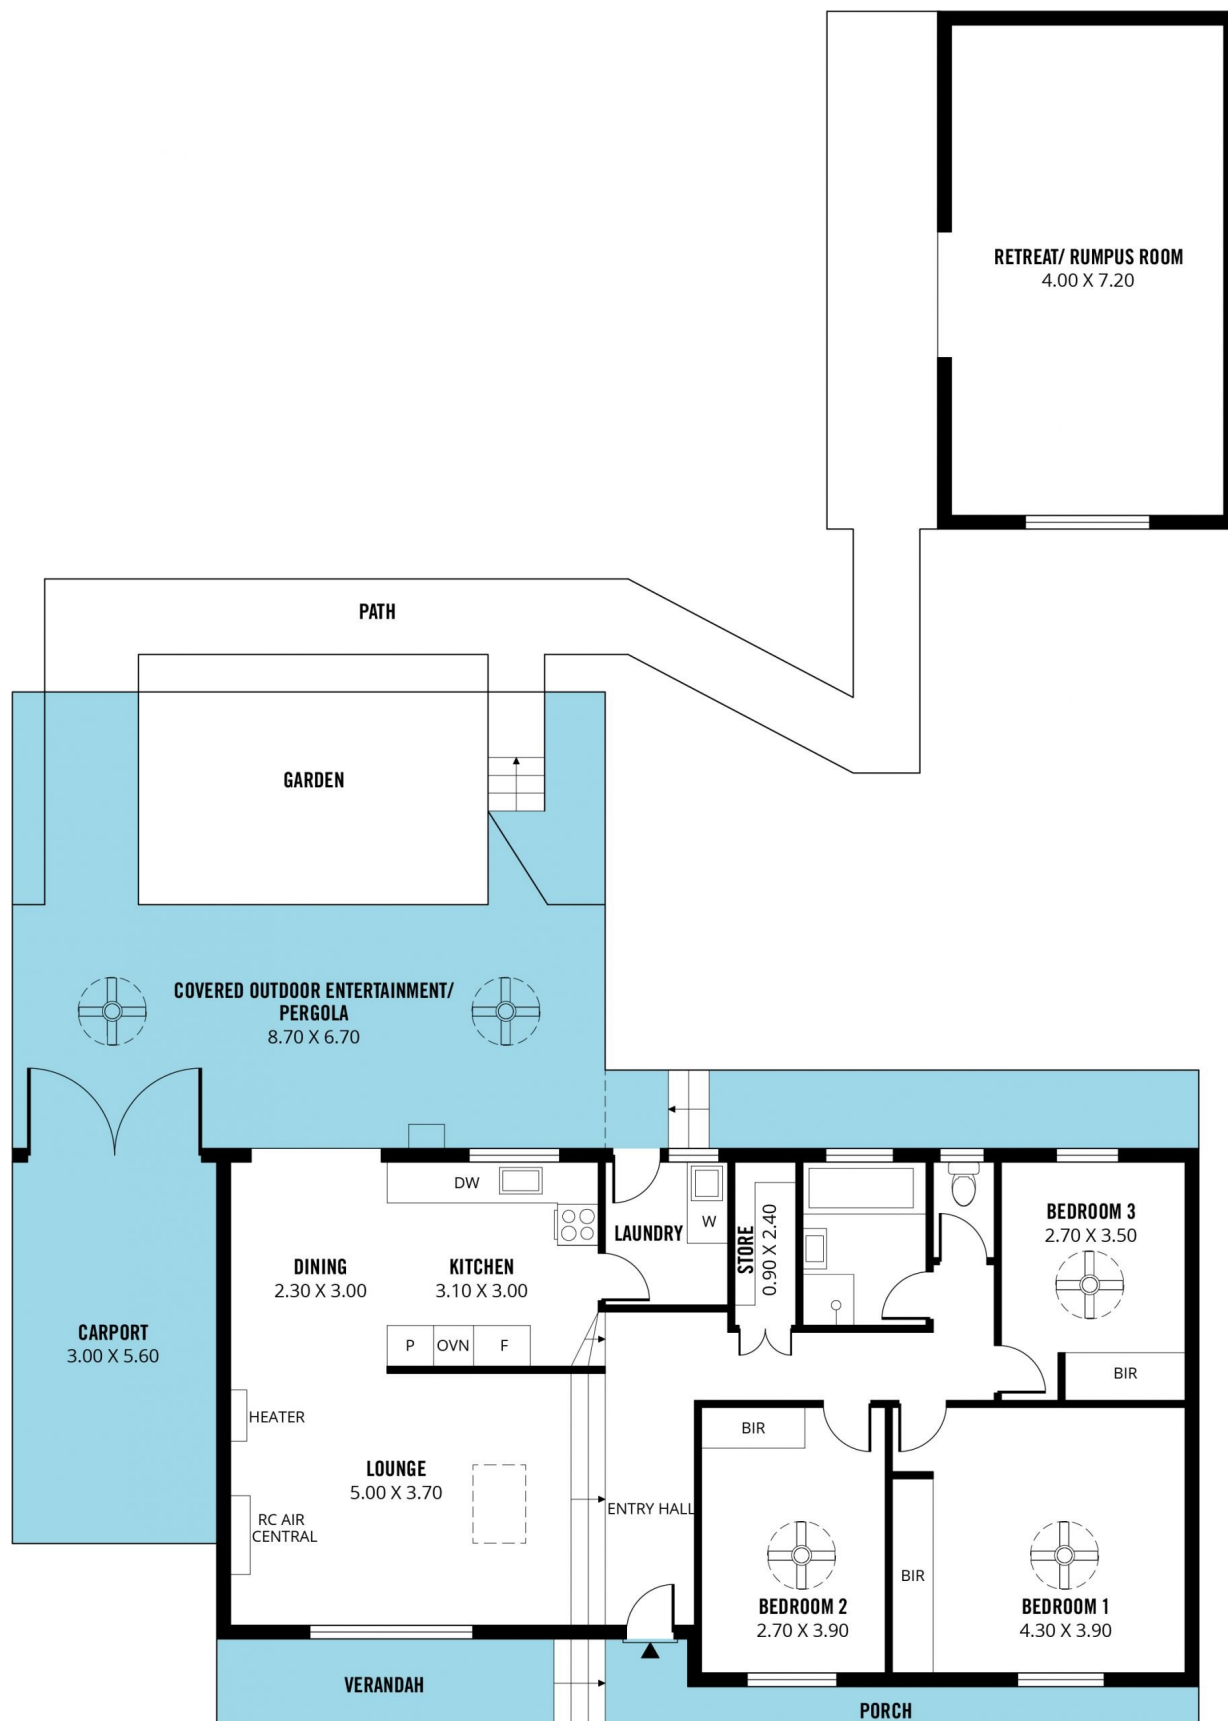 RETREAT/ RUMPUS ROOM
4.00 X 7.20
PATH
GARDEN
COVERED OUTDOOR ENTERTAINMENT/
PERGOLA
8.70 X 6.70
DW
LAUNDRY
W
STORE
0.90 X 2.40
BEDROOM 3
2.70 X 3.50
DINING
2.30 X 3.00
KITCHEN
3.10 X 3.00
CARPORT
3.00 X 5.60
P
OVN
F
BIR
HEATER
BIR
LOUNGE
5.00 X 3.70
ENTRY HALL
RC AIR
CENTRAL
BIR
BEDROOM 2
2.70 X 3.90
BEDROOM 1
4.30 X 3.90
VERANDAH
PORCH